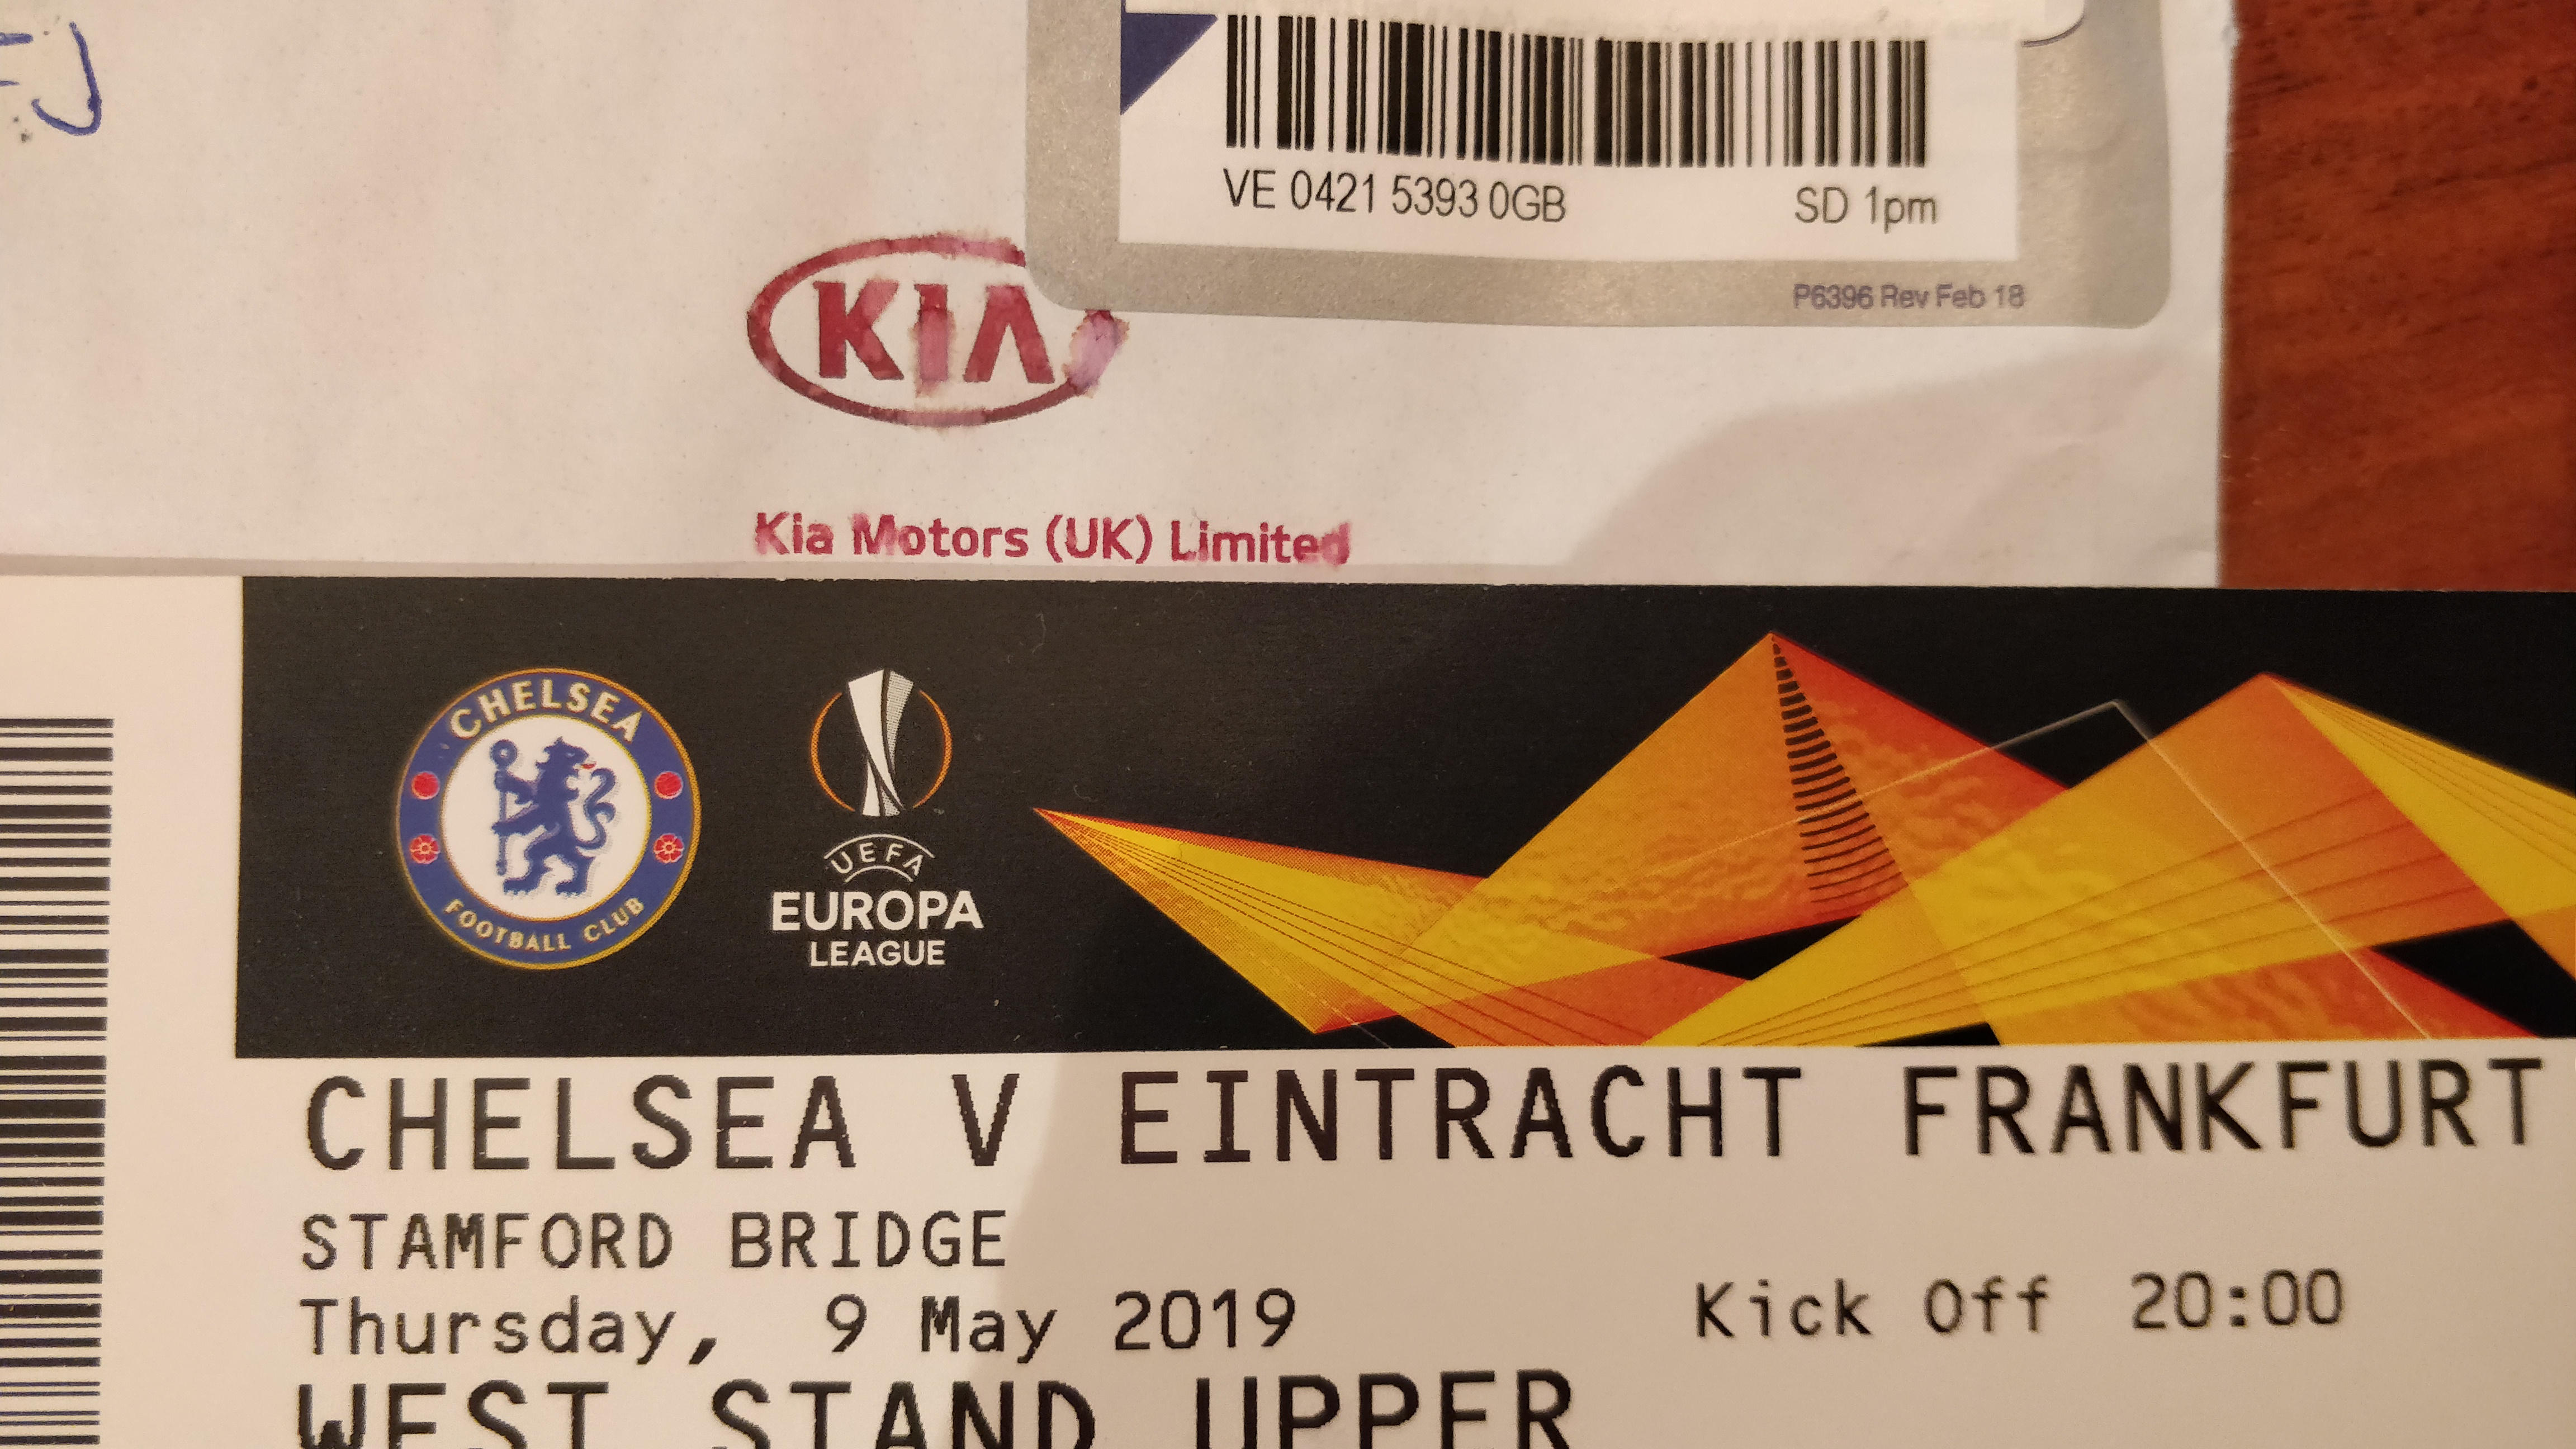 VE 0421 5393 0GB SD 1pm
P6396 Rev Feb 18
KIA
Kia Motors (UK) Limited
CHELSEA
FOOTBALL CLUB
UEFA
EUROPA
LEAGUE
CHELSEA V EINTRACHT FRANKFURT
STAMFORD BRIDGE
Thursday, 9 May 2019 Kick Off 20:00
WEST STAND UPPER